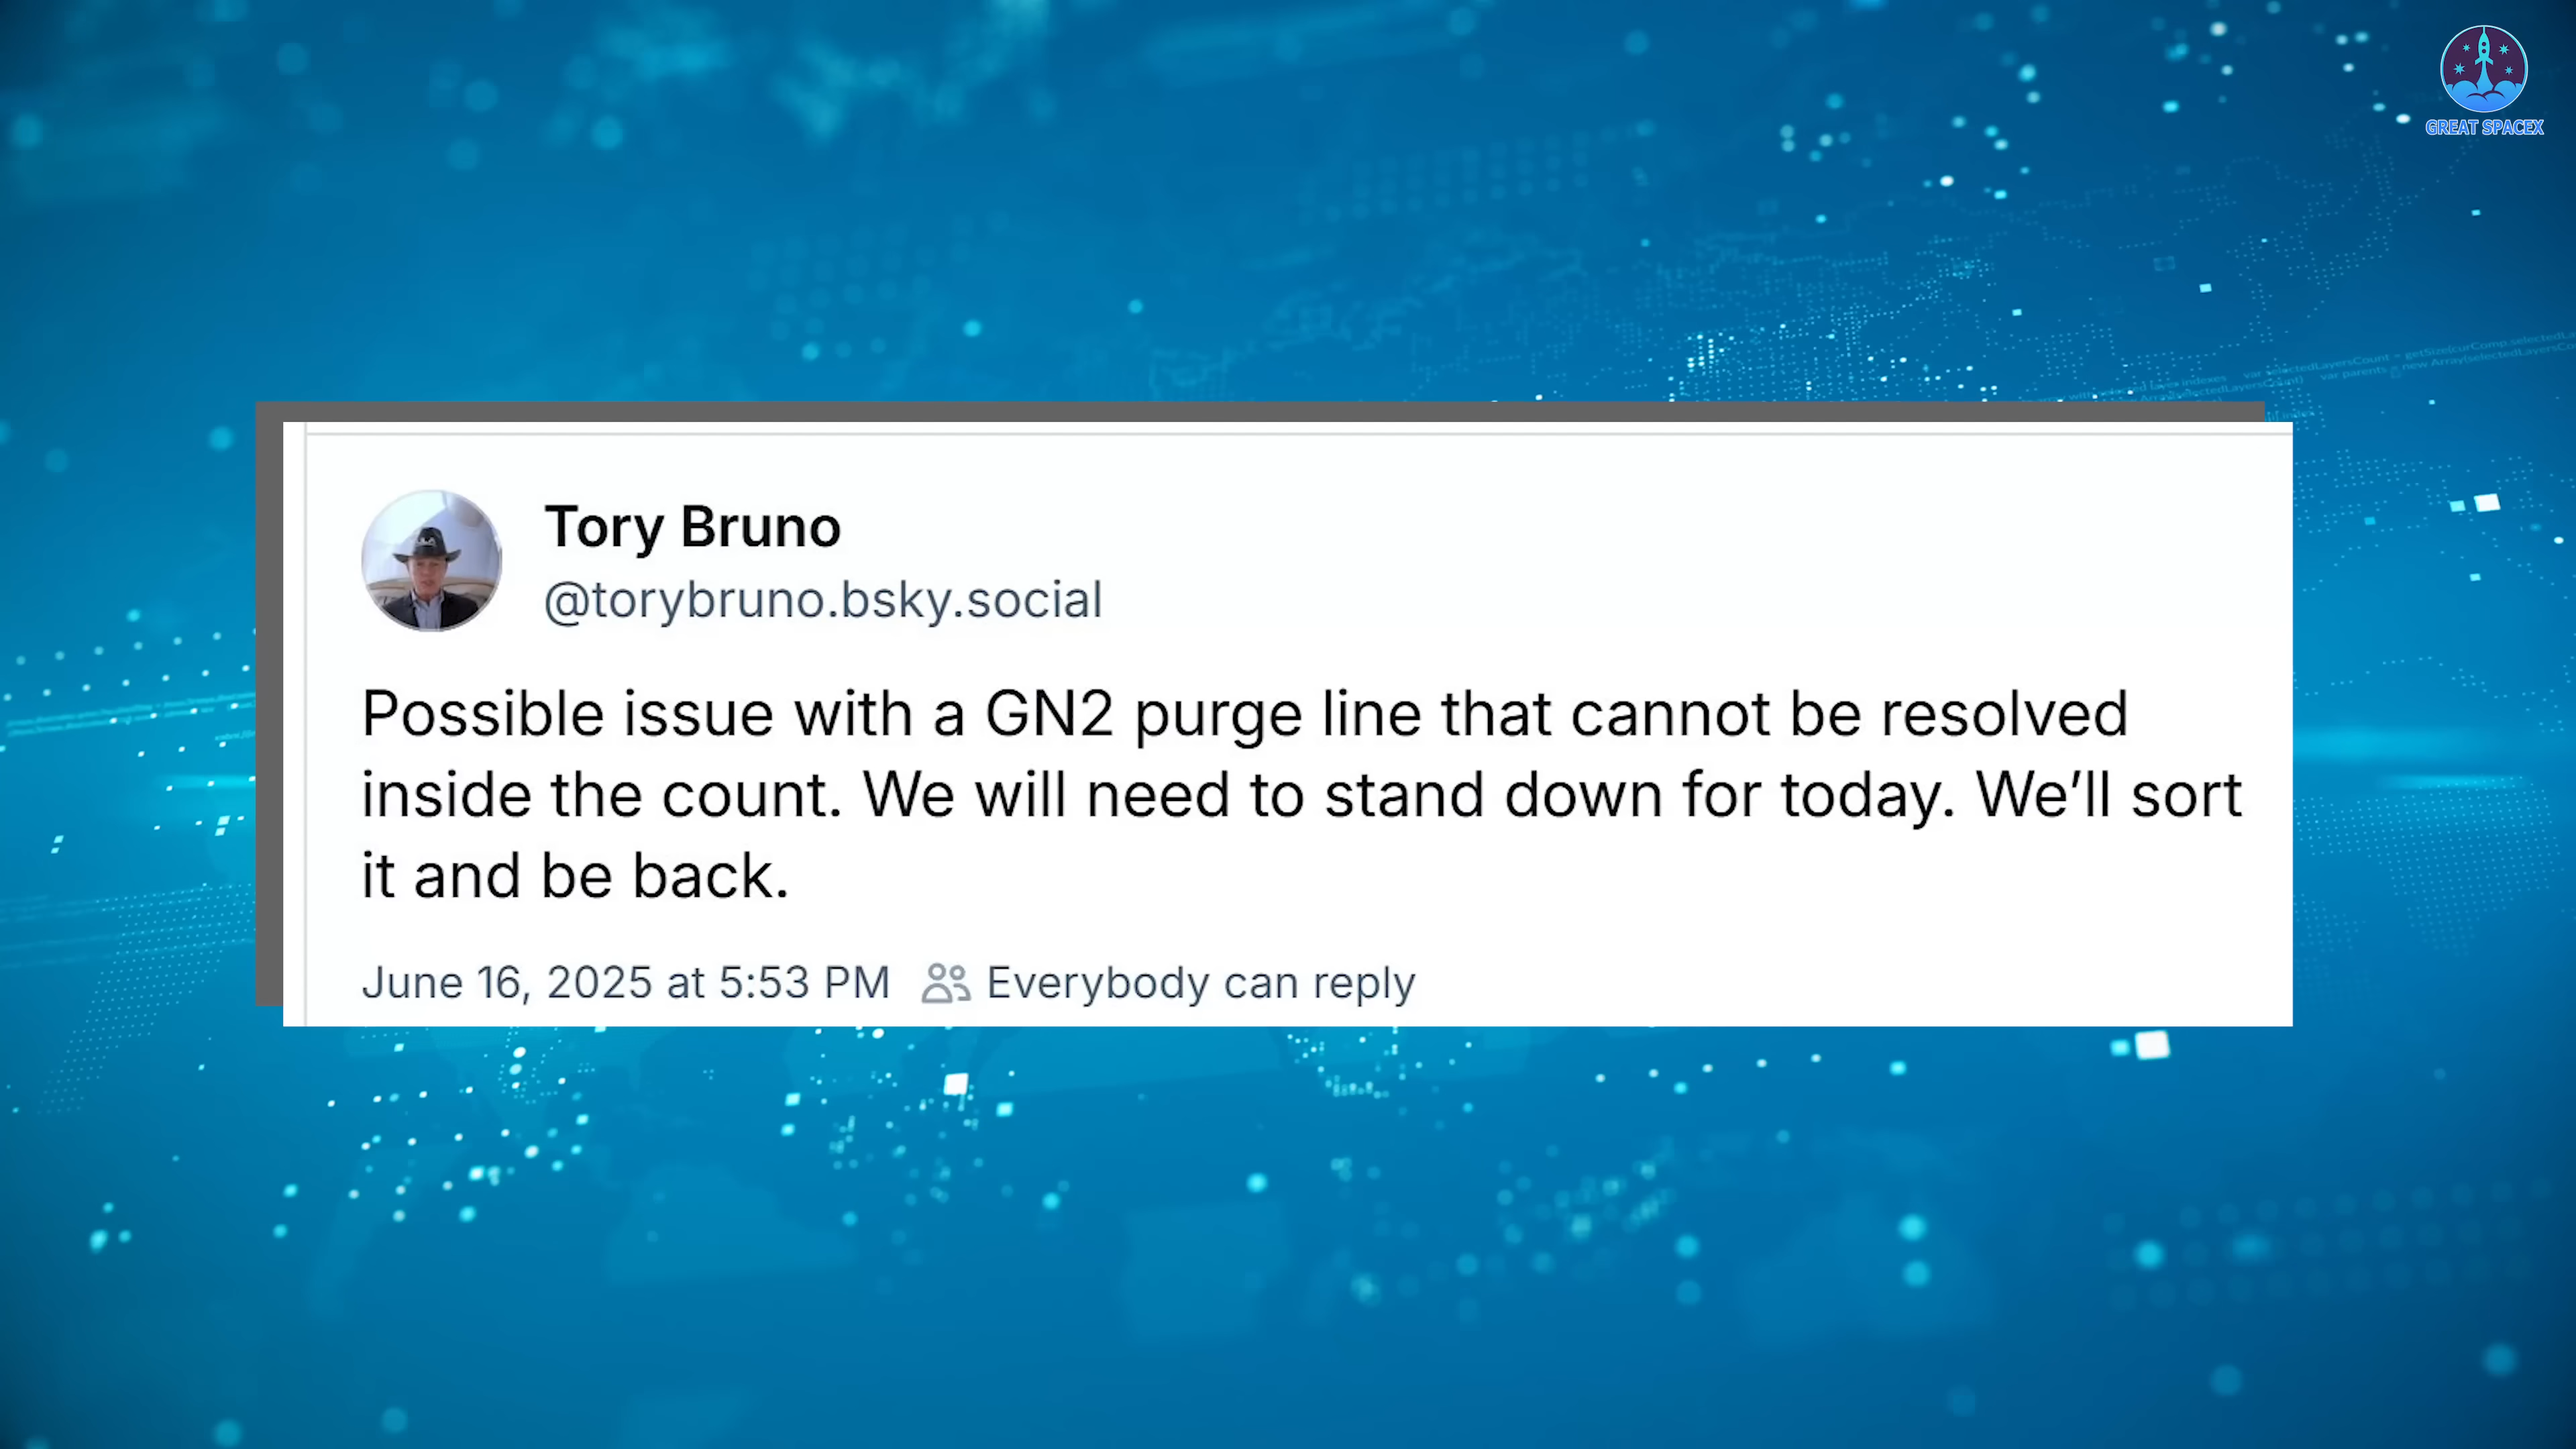 GREAT SPACEX
Tory Bruno
@torybruno.bsky.social
Possible issue with a GN2 purge line that cannot be resolved
inside the count. We will need to stand down for today. We’ll sort
it and be back.
June 16, 2025 at 5:53 PM Everybody can reply